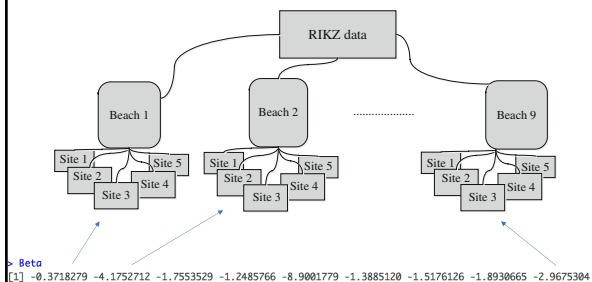 RIKZ data
Beach 1
Beach 2
Beach 9
Site 1
Site 2
Site 3
Site 4
Site 5
Site 1
Site 2
Site 3
Site 4
Site 5
Site 1
Site 2
Site 3
Site 4
Site 5
> Beta
[1] -0.3718279 -4.1752712 -1.7553529 -1.2485766 -8.9001779 -1.3885120 -1.5176126 -1.8930665 -2.9675304